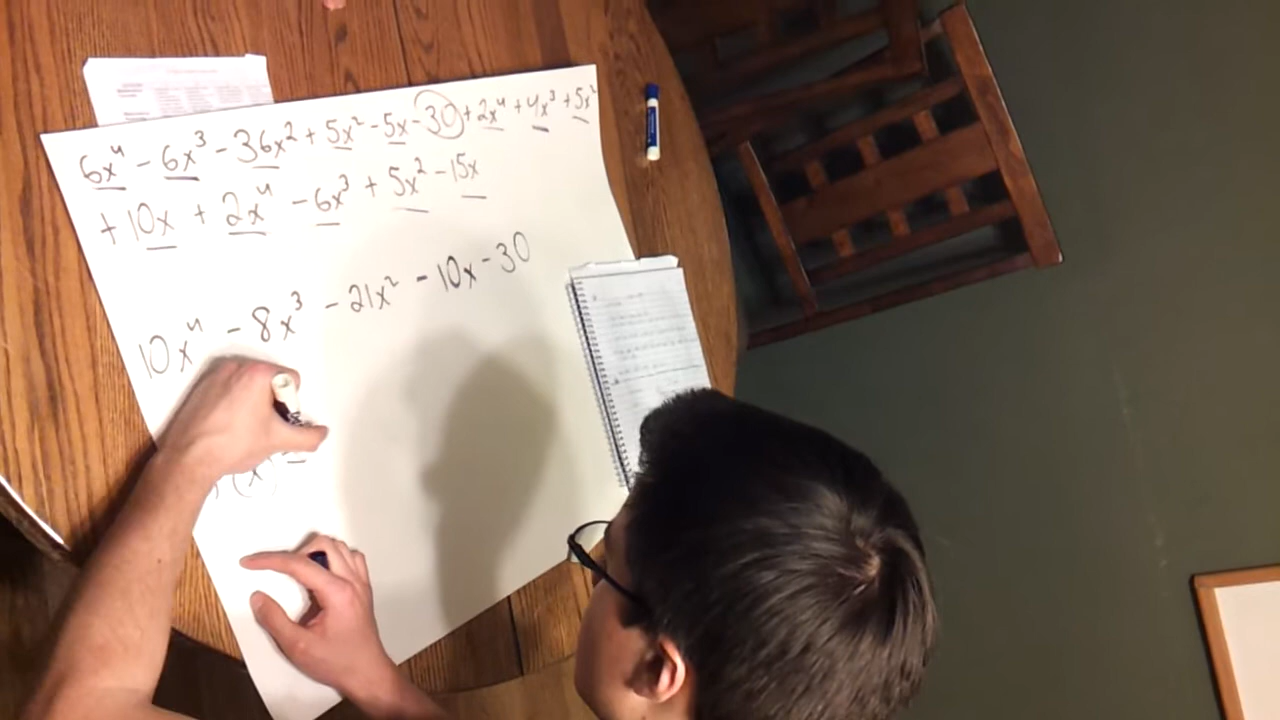 6x⁴ - 6x³ - 36x² + 5x² - 5x - 30 + 2x⁴ + 4x³ + 5x²
+ 10x + 2x⁴ - 6x³ + 5x² - 15x
10x⁴ - 8x³ - 21x² - 10x - 30
(x